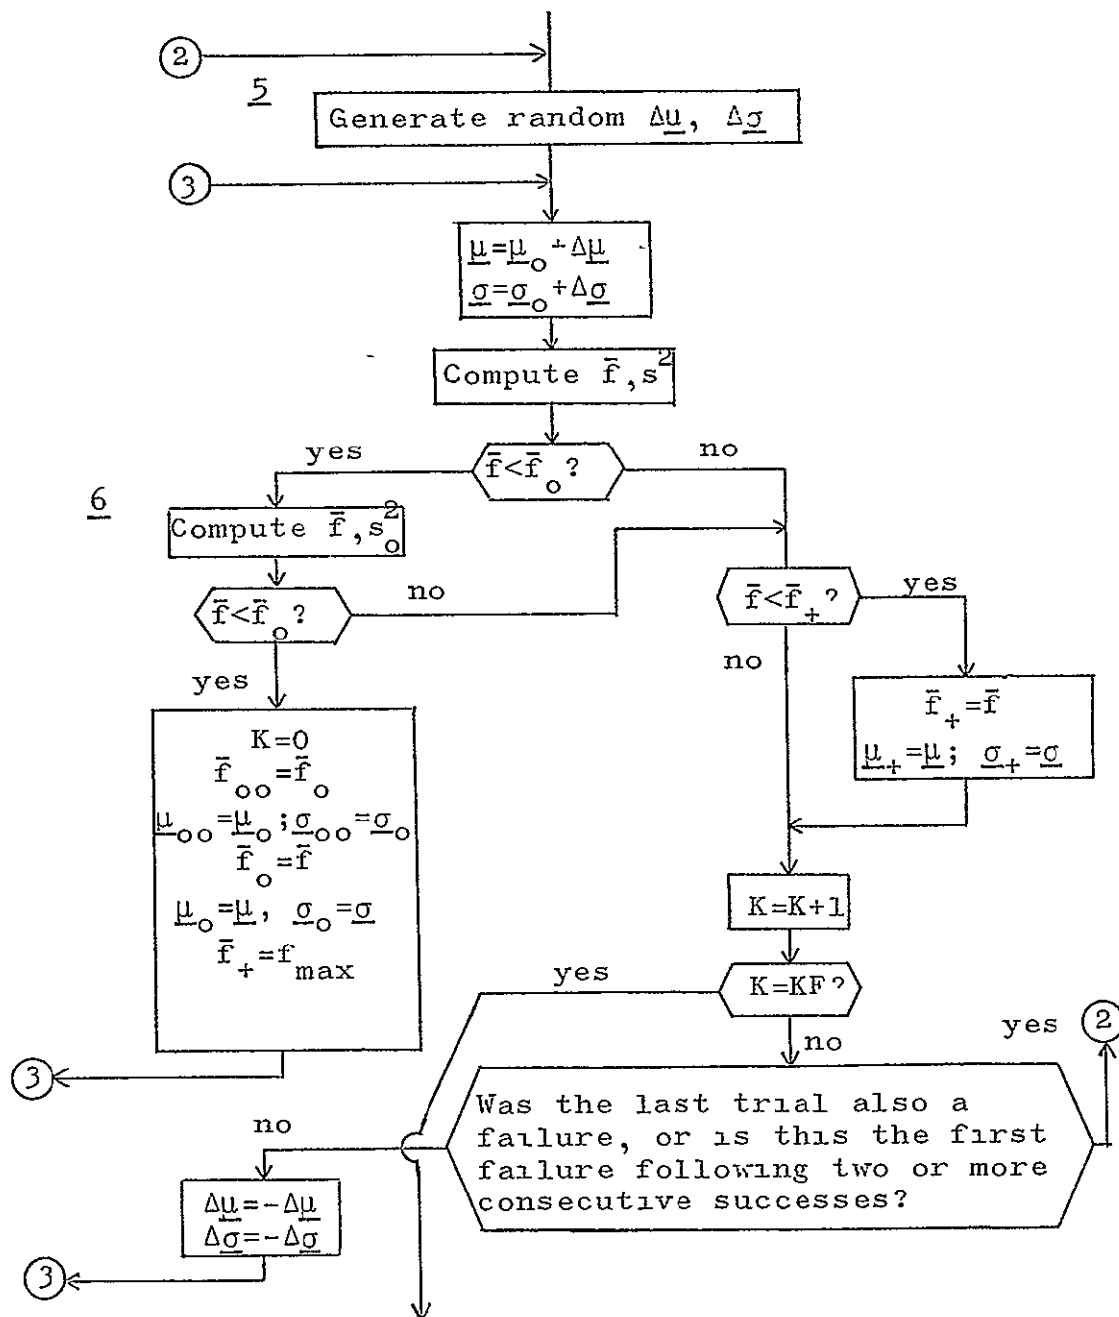 2
5
Generate random Δμ, Δσ
3
μ=μo-Δμ
σ=σo+Δσ
Compute f̄,s²
yes
f̄<f̄o?
no
6
Compute f̄,so²
f̄<f̄o?
no
f̄<f̄+?
yes
yes
no
K=0
f̄oo=f̄o
μoo=μo;σoo=σo
f̄o=f̄
μo=μ, σo=σ
f̄+=fmax
f̄+=f̄
μ+=μ; σ+=σ
K=K+1
yes
K=KF?
no
yes
2
3
Was the last trial also a
failure, or is this the first
failure following two or more
consecutive successes?
no
Δμ=-Δμ
Δσ=-Δσ
3